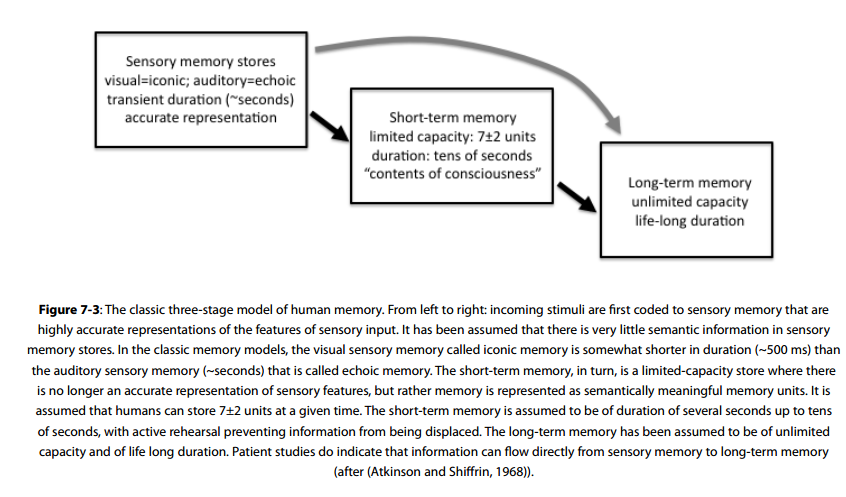 Sensory memory stores
visual=iconic; auditory=echoic
transient duration (~seconds)
accurate representation
Short-term memory
limited capacity: 7±2 units
duration: tens of seconds
“contents of consciousness”
Long-term memory
unlimited capacity
life-long duration
Figure 7-3: The classic three-stage model of human memory. From left to right: incoming stimuli are first coded to sensory memory that are
highly accurate representations of the features of sensory input. It has been assumed that there is very little semantic information in sensory
memory stores. In the classic memory models, the visual sensory memory called iconic memory is somewhat shorter in duration (~500 ms) than
the auditory sensory memory (~seconds) that is called echoic memory. The short-term memory, in turn, is a limited-capacity store where there
is no longer an accurate representation of sensory features, but rather memory is represented as semantically meaningful memory units. It is
assumed that humans can store 7±2 units at a given time. The short-term memory is assumed to be of duration of several seconds up to tens
of seconds, with active rehearsal preventing information from being displaced. The long-term memory has been assumed to be of unlimited
capacity and of life long duration. Patient studies do indicate that information can flow directly from sensory memory to long-term memory
(after (Atkinson and Shiffrin, 1968)).